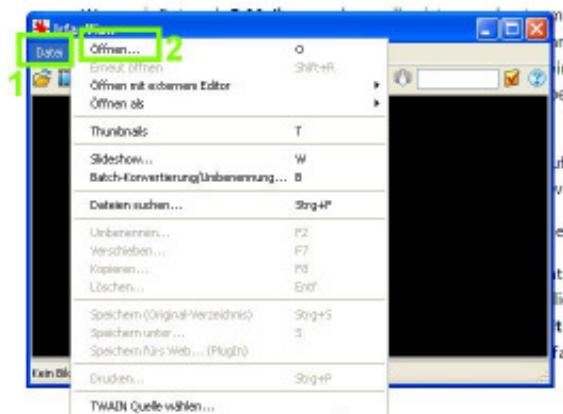 Datei
1
2
Öffnen... O
Erneut öffnen Shift+R
Öffnen mit externem Editor
Öffnen als
Thumbnails T
Slideshow... W
Batch-Konvertierung/Umbenennung... B
Dateien suchen... Strg+F
Umbenennen... F2
Verschieben... F7
Kopieren... F8
Löschen... Entf
Speichern (Original-Verzeichnis) Strg+S
Speichern unter... S
Speichern fürs Web... (PlugIn)
Drucken... Strg+P
Kein
TWAIN Quelle wählen...